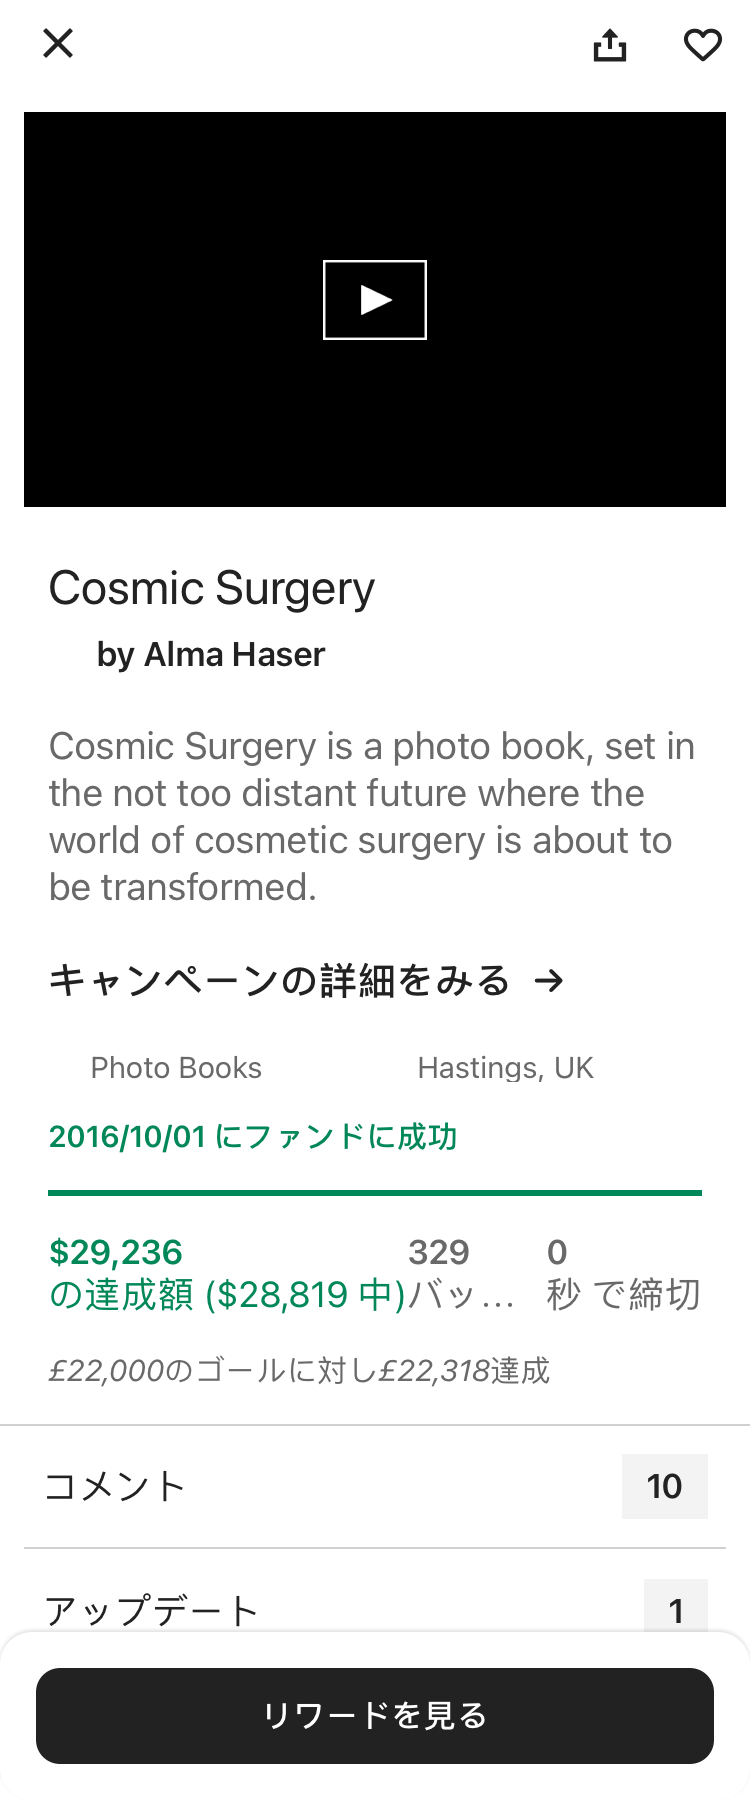 Cosmic Surgery
by Alma Haser
Cosmic Surgery is a photo book, set in
the not too distant future where the
world of cosmetic surgery is about to
be transformed.
キャンペーンの詳細をみる →
Photo Books
Hastings, UK
2016/10/01 にファンドに成功
$29,236
の達成額 ($28,819 中)
329
バッ...
0
秒 で締切
£22,000のゴールに対し£22,318達成
コメント
10
アップデート
1
リワードを見る